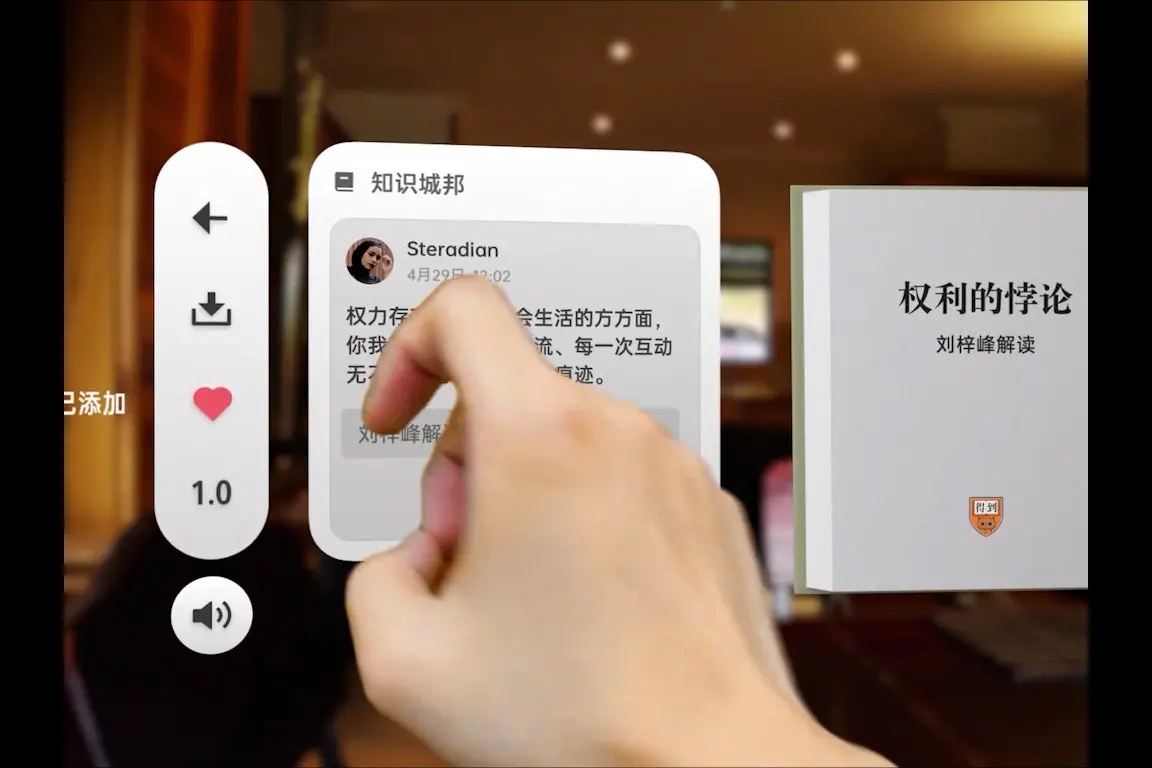 已添加
1.0
知识城邦
Steradian
4月29日 12:02
权力存 会生活的方方面，
你我 流、每一次互动
无 痕迹。
刘梓峰解
权利的悖论
刘梓峰解读
得到